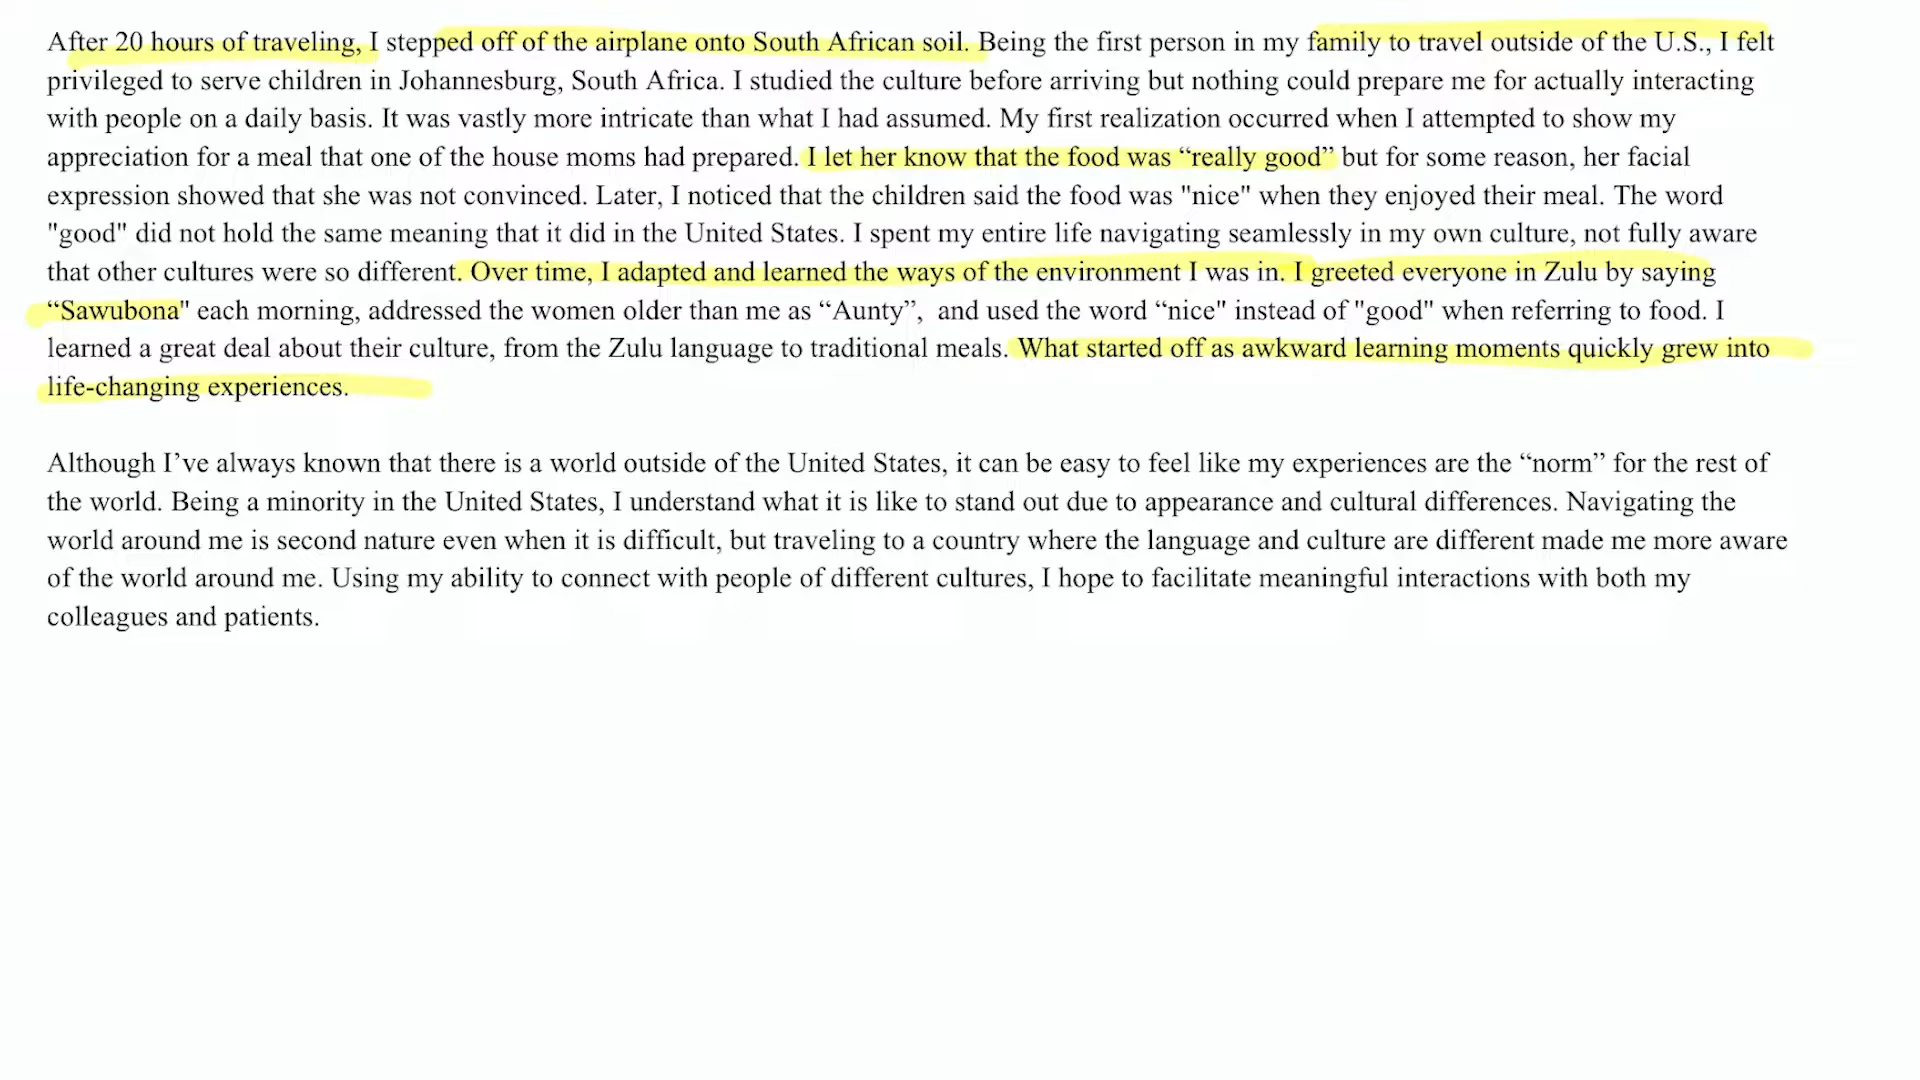 After 20 hours of traveling, I stepped off of the airplane onto South African soil. Being the first person in my family to travel outside of the U.S., I felt
privileged to serve children in Johannesburg, South Africa. I studied the culture before arriving but nothing could prepare me for actually interacting
with people on a daily basis. It was vastly more intricate than what I had assumed. My first realization occurred when I attempted to show my
appreciation for a meal that one of the house moms had prepared. I let her know that the food was “really good” but for some reason, her facial
expression showed that she was not convinced. Later, I noticed that the children said the food was "nice" when they enjoyed their meal. The word
"good" did not hold the same meaning that it did in the United States. I spent my entire life navigating seamlessly in my own culture, not fully aware
that other cultures were so different. Over time, I adapted and learned the ways of the environment I was in. I greeted everyone in Zulu by saying
“Sawubona" each morning, addressed the women older than me as “Aunty”,  and used the word “nice" instead of "good" when referring to food. I
learned a great deal about their culture, from the Zulu language to traditional meals. What started off as awkward learning moments quickly grew into
life-changing experiences.
Although I’ve always known that there is a world outside of the United States, it can be easy to feel like my experiences are the “norm” for the rest of
the world. Being a minority in the United States, I understand what it is like to stand out due to appearance and cultural differences. Navigating the
world around me is second nature even when it is difficult, but traveling to a country where the language and culture are different made me more aware
of the world around me. Using my ability to connect with people of different cultures, I hope to facilitate meaningful interactions with both my
colleagues and patients.